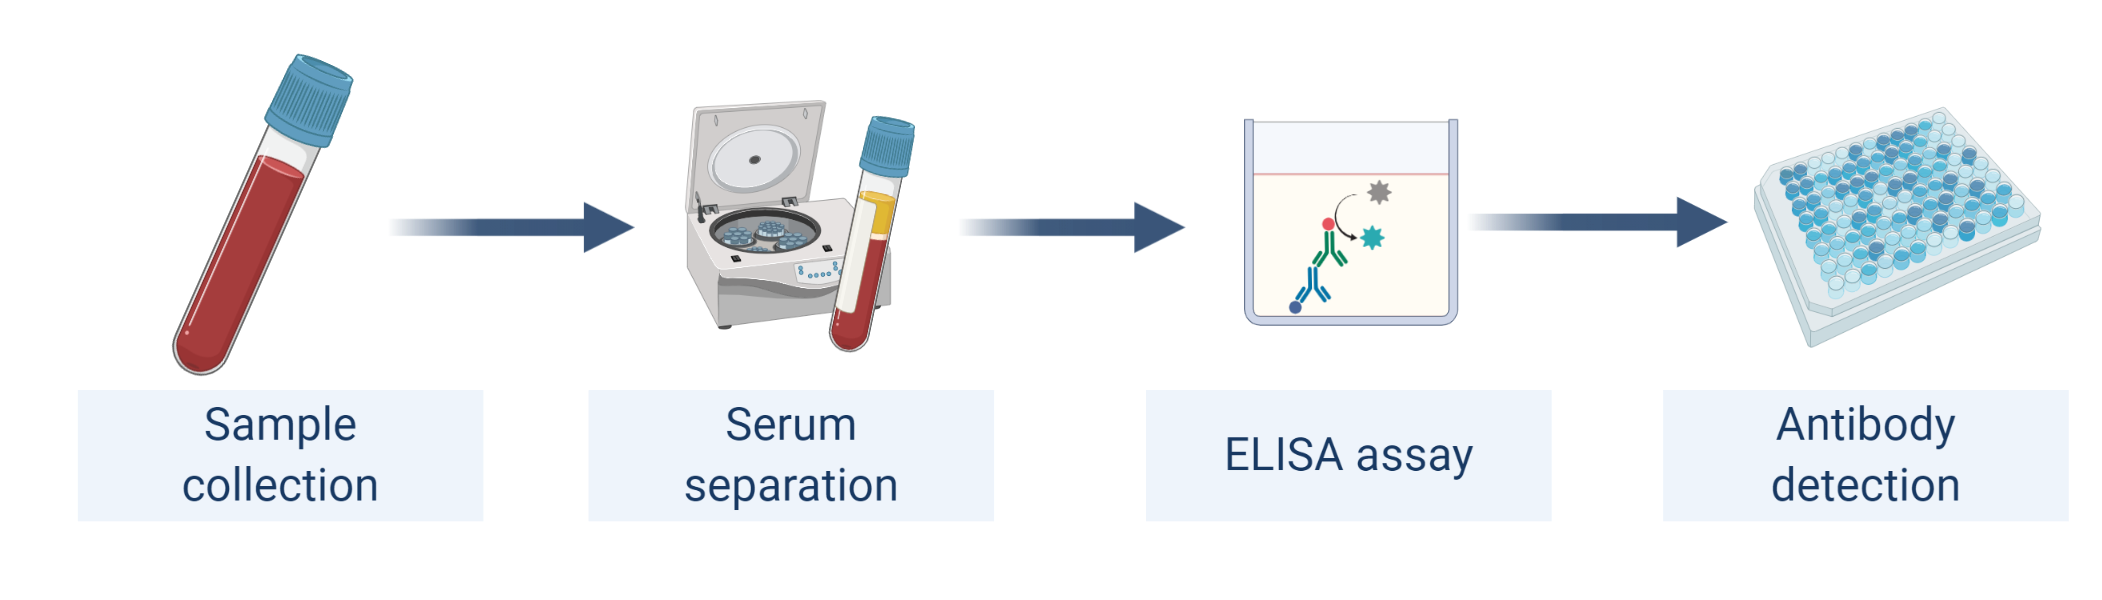 Sample
collection
Serum
separation
ELISA assay
Antibody
detection